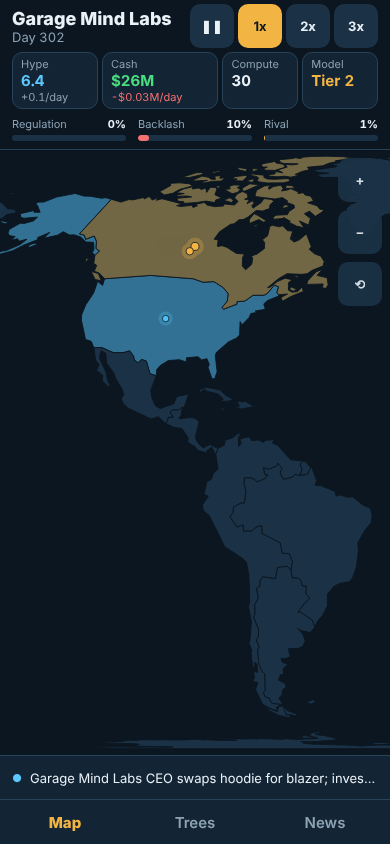 Garage Mind Labs
Day 302
❚❚ 1x 2x 3x
Hype Cash Compute Model
6.4 $26M 30 Tier 2
+0.1/day -$0.03M/day
Regulation 0% Backlash 10% Rival 1%
+
−
⟲
Garage Mind Labs CEO swaps hoodie for blazer; inves...
Map Trees News